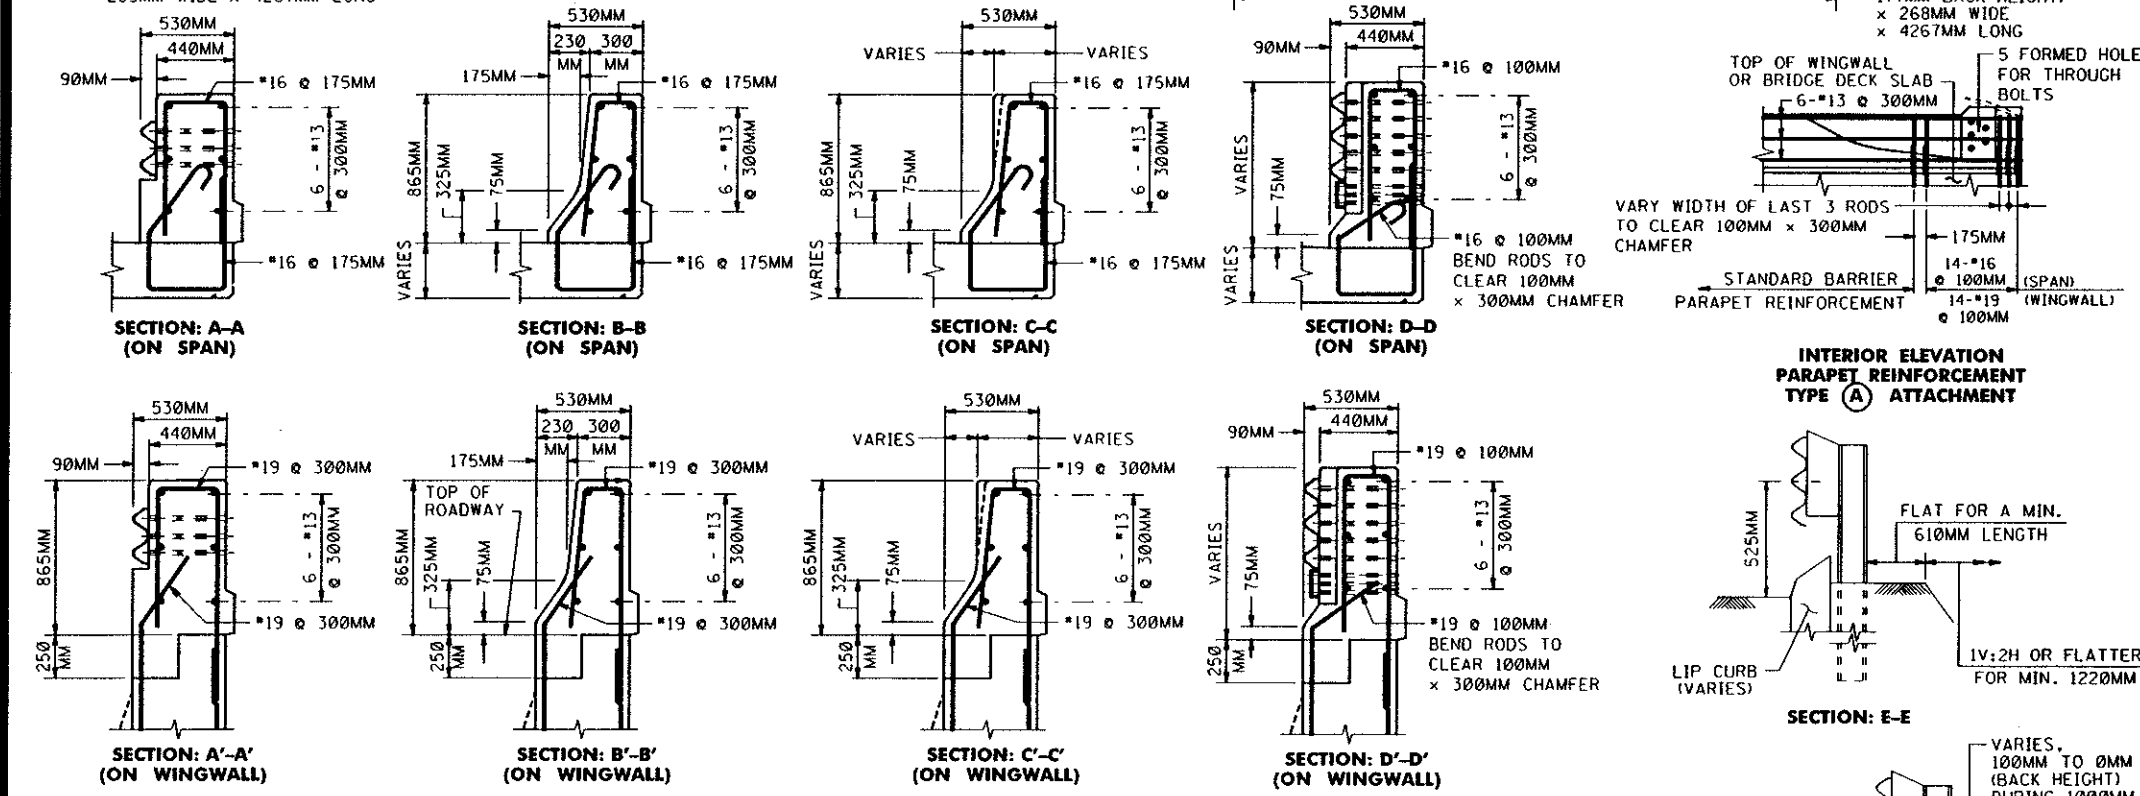 530MM
440MM
90MM
*16 @ 175MM
6 - *13
@ 300MM
*16 @ 175MM
SECTION: A-A
(ON SPAN)
530MM
230
MM
300
MM
175MM
*16 @ 175MM
865MM
325MM
75MM
6 - *13
@ 300MM
VARIES
*16 @ 175MM
SECTION: B-B
(ON SPAN)
530MM
VARIES
VARIES
*16 @ 175MM
865MM
325MM
75MM
6 - *13
@ 300MM
VARIES
*16 @ 175MM
SECTION: C-C
(ON SPAN)
530MM
90MM
440MM
*16 @ 100MM
VARIES
75MM
6 - *13
@ 300MM
VARIES
*16 @ 100MM
BEND RODS TO
CLEAR 100MM
x 300MM CHAMFER
SECTION: D-D
(ON SPAN)
x 268MM WIDE
x 4267MM LONG
TOP OF WINGWALL
OR BRIDGE DECK SLAB
6-*13 @ 300MM
5 FORMED HOLE
FOR THROUGH
BOLTS
VARY WIDTH OF LAST 3 RODS
TO CLEAR 100MM x 300MM
CHAMFER
175MM
STANDARD BARRIER
PARAPET REINFORCEMENT
14-*16
@ 100MM
(SPAN)
14-*19
@ 100MM
(WINGWALL)
INTERIOR ELEVATION
PARAPET REINFORCEMENT
TYPE A ATTACHMENT
530MM
440MM
90MM
*19 @ 300MM
865MM
6 - *13
@ 300MM
*19 @ 300MM
250
MM
SECTION: A'-A'
(ON WINGWALL)
530MM
230
MM
300
MM
175MM
*19 @ 300MM
TOP OF
ROADWAY
865MM
325MM
75MM
6 - *13
@ 300MM
*19 @ 300MM
250
MM
SECTION: B'-B'
(ON WINGWALL)
530MM
VARIES
VARIES
*19 @ 300MM
865MM
325MM
75MM
6 - *13
@ 300MM
*19 @ 300MM
250
MM
SECTION: C'-C'
(ON WINGWALL)
530MM
90MM
440MM
*19 @ 100MM
VARIES
75MM
6 - *13
@ 300MM
*19 @ 100MM
BEND RODS TO
CLEAR 100MM
x 300MM CHAMFER
250
MM
SECTION: D'-D'
(ON WINGWALL)
525MM
FLAT FOR A MIN.
610MM LENGTH
LIP CURB
(VARIES)
1V:2H OR FLATTER
FOR MIN. 1220MM
SECTION: E-E
VARIES,
100MM TO 0MM
(BACK HEIGHT)